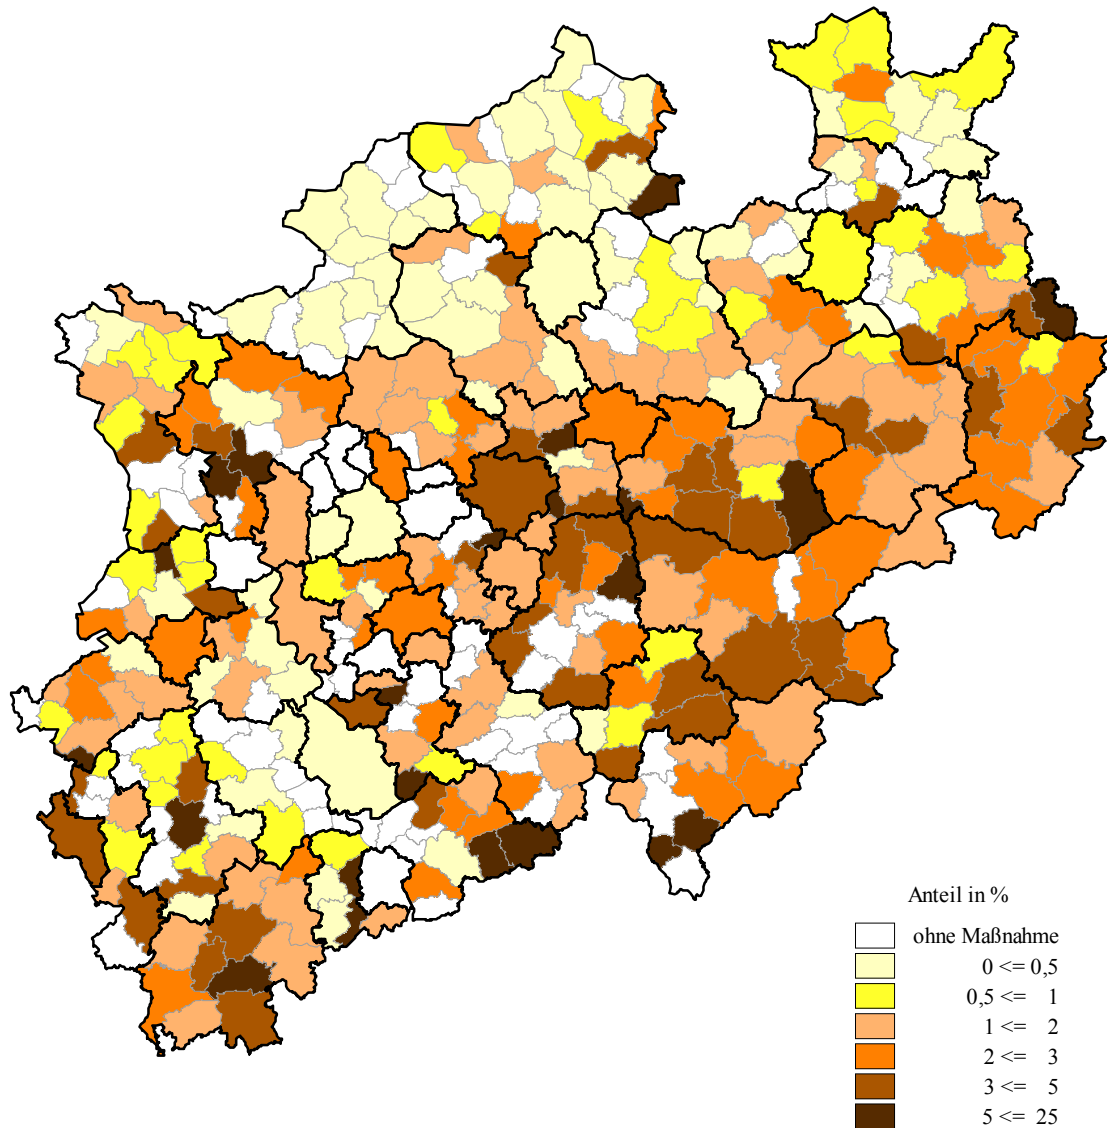 Anteil in %
ohne Maßnahme
0 <= 0,5
0,5 <= 1
1 <= 2
2 <= 3
3 <= 5
5 <= 25